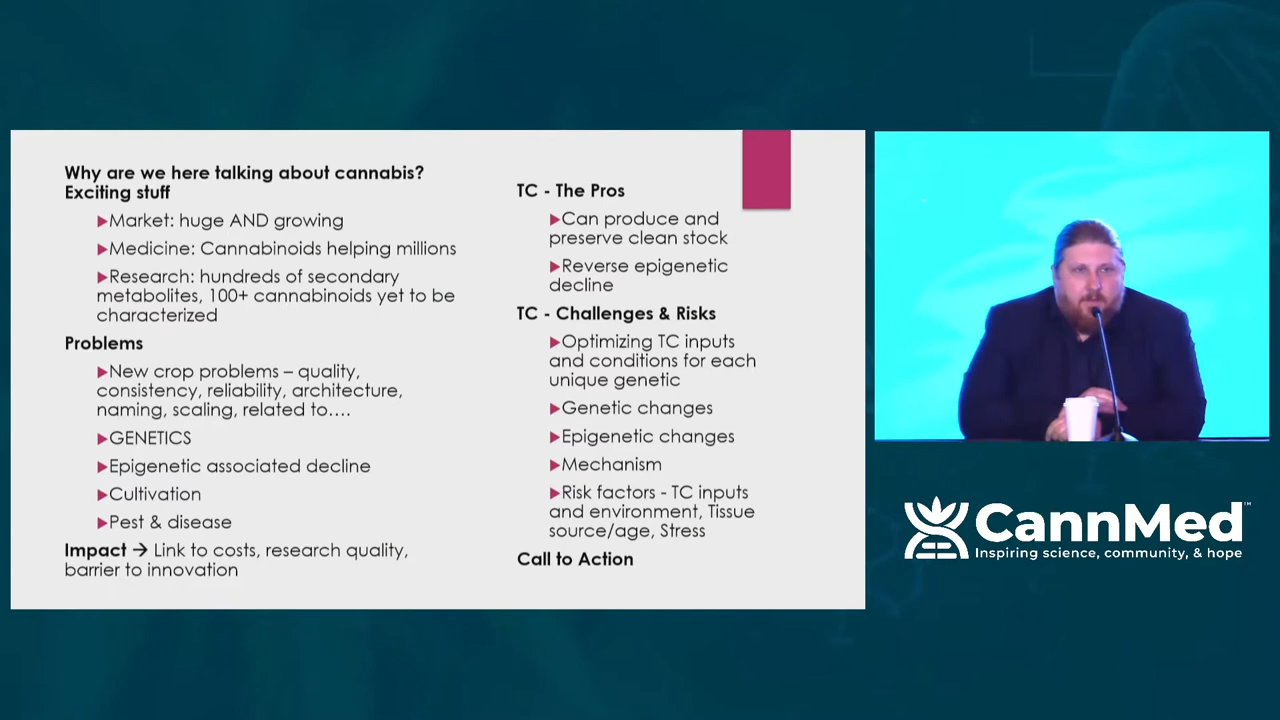 Why are we here talking about cannabis?
Exciting stuff
▶Market: huge AND growing
▶Medicine: Cannabinoids helping millions
▶Research: hundreds of secondary
metabolites, 100+ cannabinoids yet to be
characterized
Problems
▶New crop problems – quality,
consistency, reliability, architecture,
naming, scaling, related to….
▶GENETICS
▶Epigenetic associated decline
▶Cultivation
▶Pest & disease
Impact → Link to costs, research quality,
barrier to innovation
TC - The Pros
▶Can produce and
preserve clean stock
▶Reverse epigenetic
decline
TC - Challenges & Risks
▶Optimizing TC inputs
and conditions for each
unique genetic
▶Genetic changes
▶Epigenetic changes
▶Mechanism
▶Risk factors - TC inputs
and environment, Tissue
source/age, Stress
Call to Action
CannMed™
Inspiring science, community, & hope